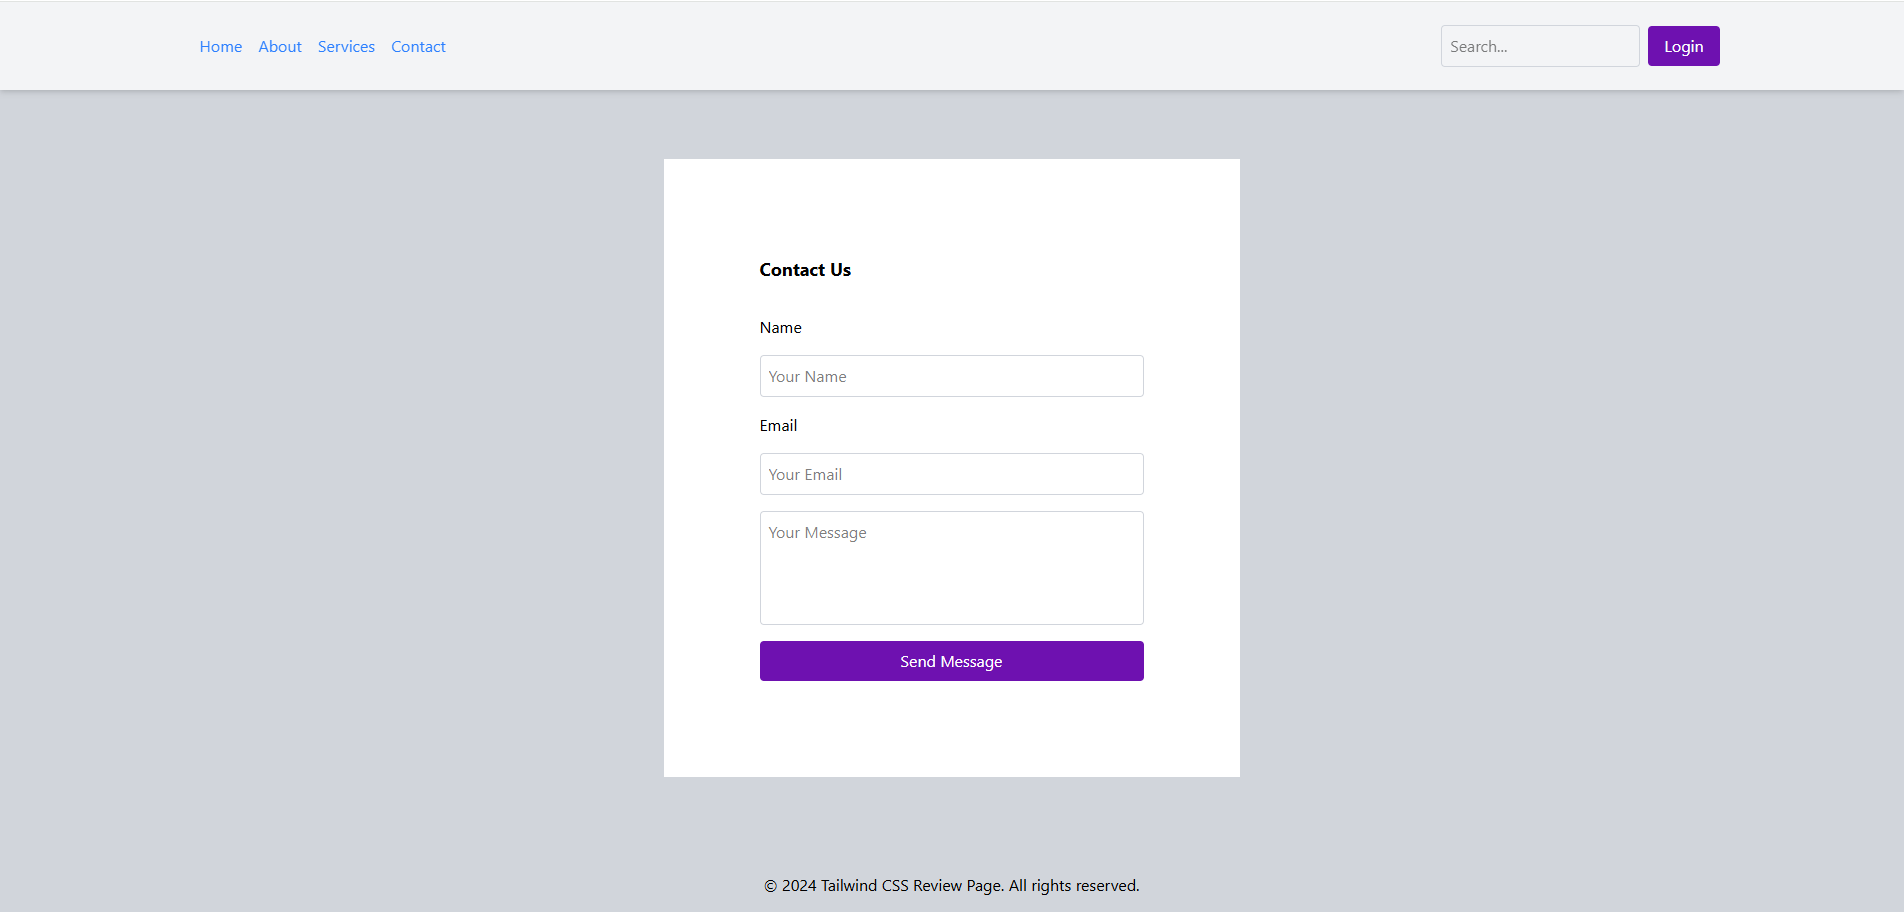 Home About Services Contact Search... Login
Contact Us
Name
Your Name
Email
Your Email
Your Message
Send Message
© 2024 Tailwind CSS Review Page. All rights reserved.